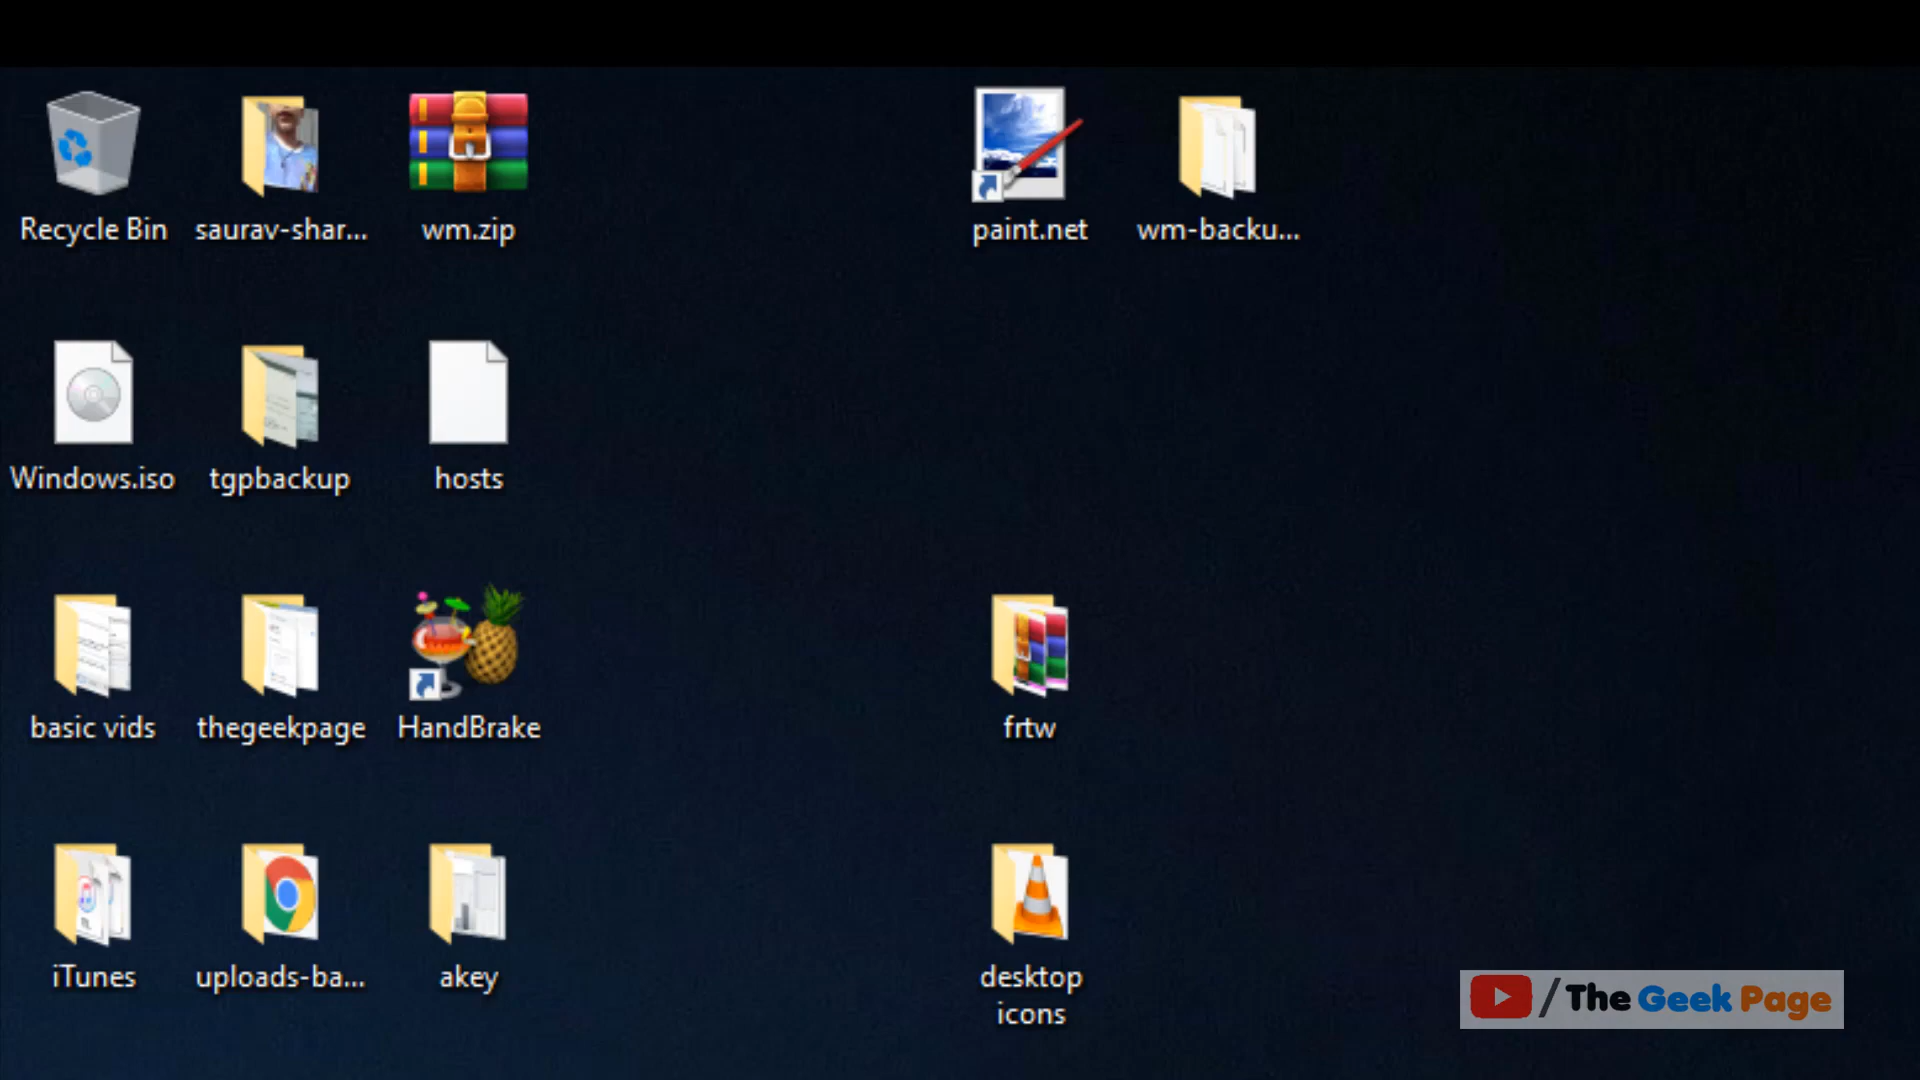 Recycle Bin
saurav-shar...
wm.zip
paint.net
wm-backu...
Windows.iso
tgpbackup
hosts
basic vids
thegeekpage
HandBrake
frtw
iTunes
uploads-ba...
akey
desktop
icons
/ The Geek Page